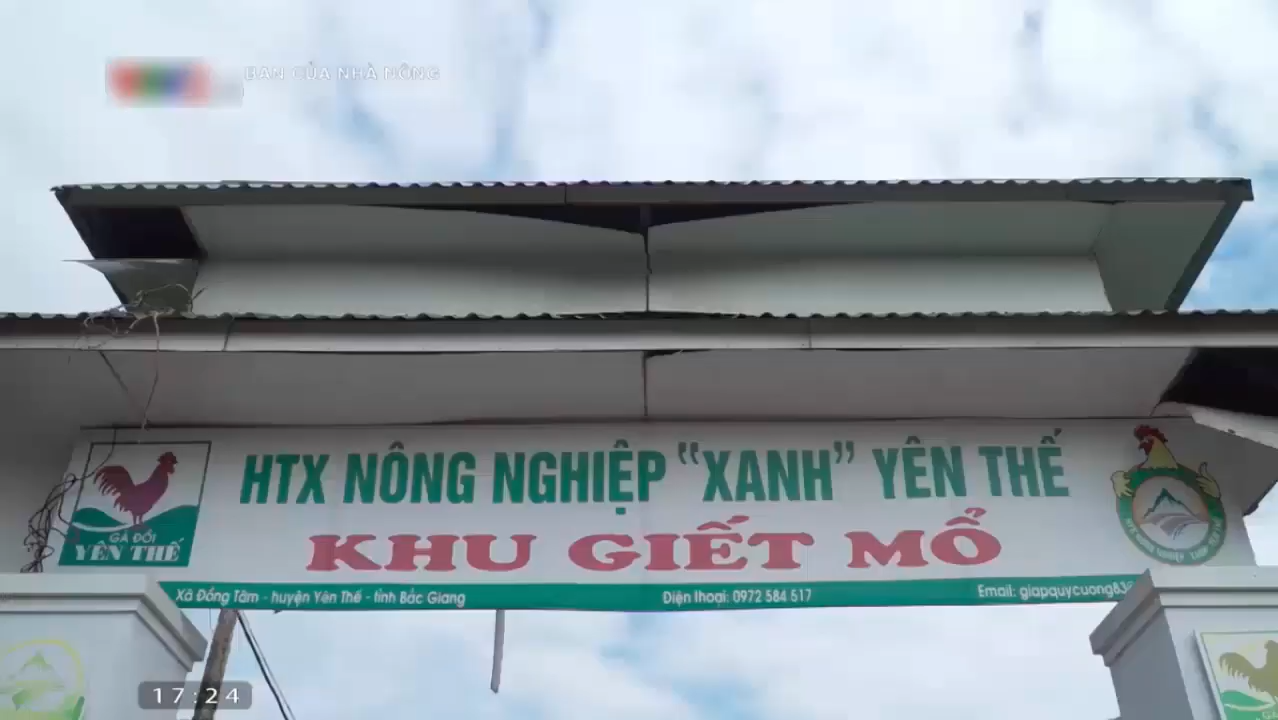 BẠN CỦA NHÀ NÔNG
HTX NÔNG NGHIỆP "XANH" YÊN THẾ
KHU GIẾT MỔ
GÀ ĐỒI
YÊN THẾ
Xã Đồng Tâm - huyện Yên Thế - tỉnh Bắc Giang
Điện thoại: 0972 584 517
Email: giapquycuong83
17:24